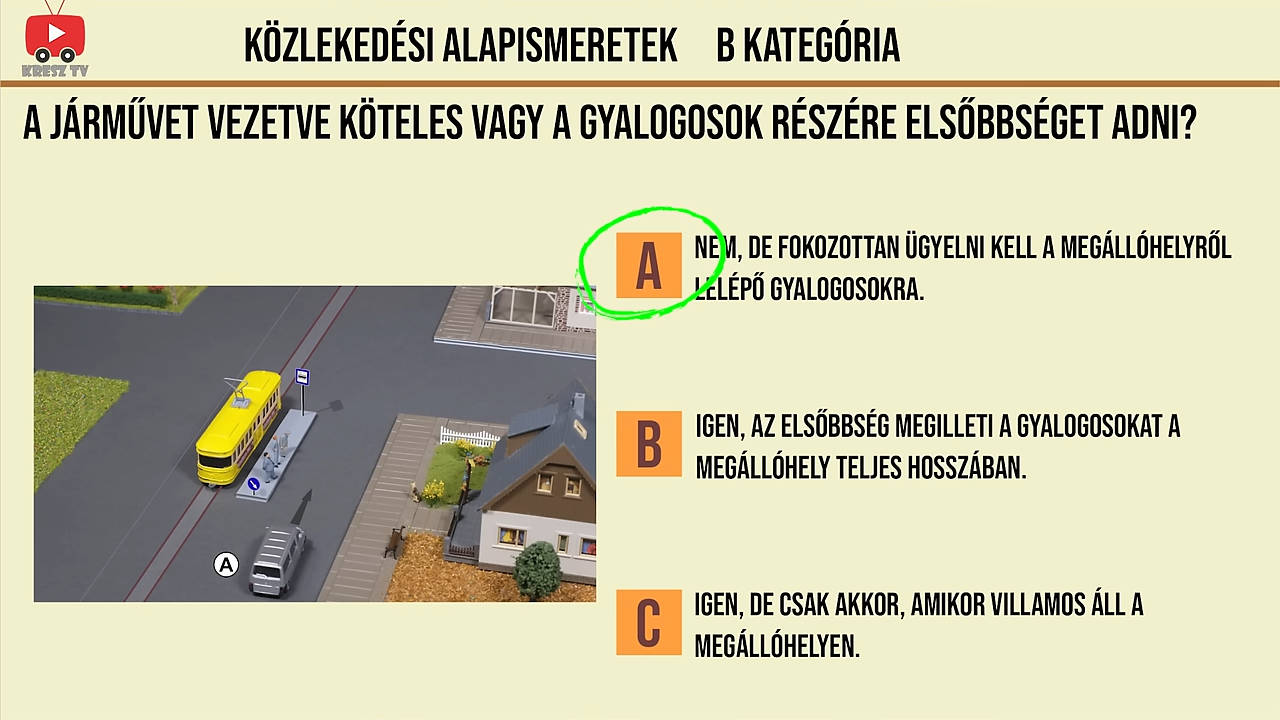 KRESZ TV
KÖZLEKEDÉSI ALAPISMERETEK B KATEGÓRIA
A JÁRMŰVET VEZETVE KÖTELES VAGY A GYALOGOSOK RÉSZÉRE ELSŐBBSÉGET ADNI?
A
NEM, DE FOKOZOTTAN ÜGYELNI KELL A MEGÁLLÓHELYRŐL
LELÉPŐ GYALOGOSOKRA.
B
IGEN, AZ ELSŐBBSÉG MEGILLETI A GYALOGOSOKAT A
MEGÁLLÓHELY TELJES HOSSZÁBAN.
C
IGEN, DE CSAK AKKOR, AMIKOR VILLAMOS ÁLL A
MEGÁLLÓHELYEN.
A